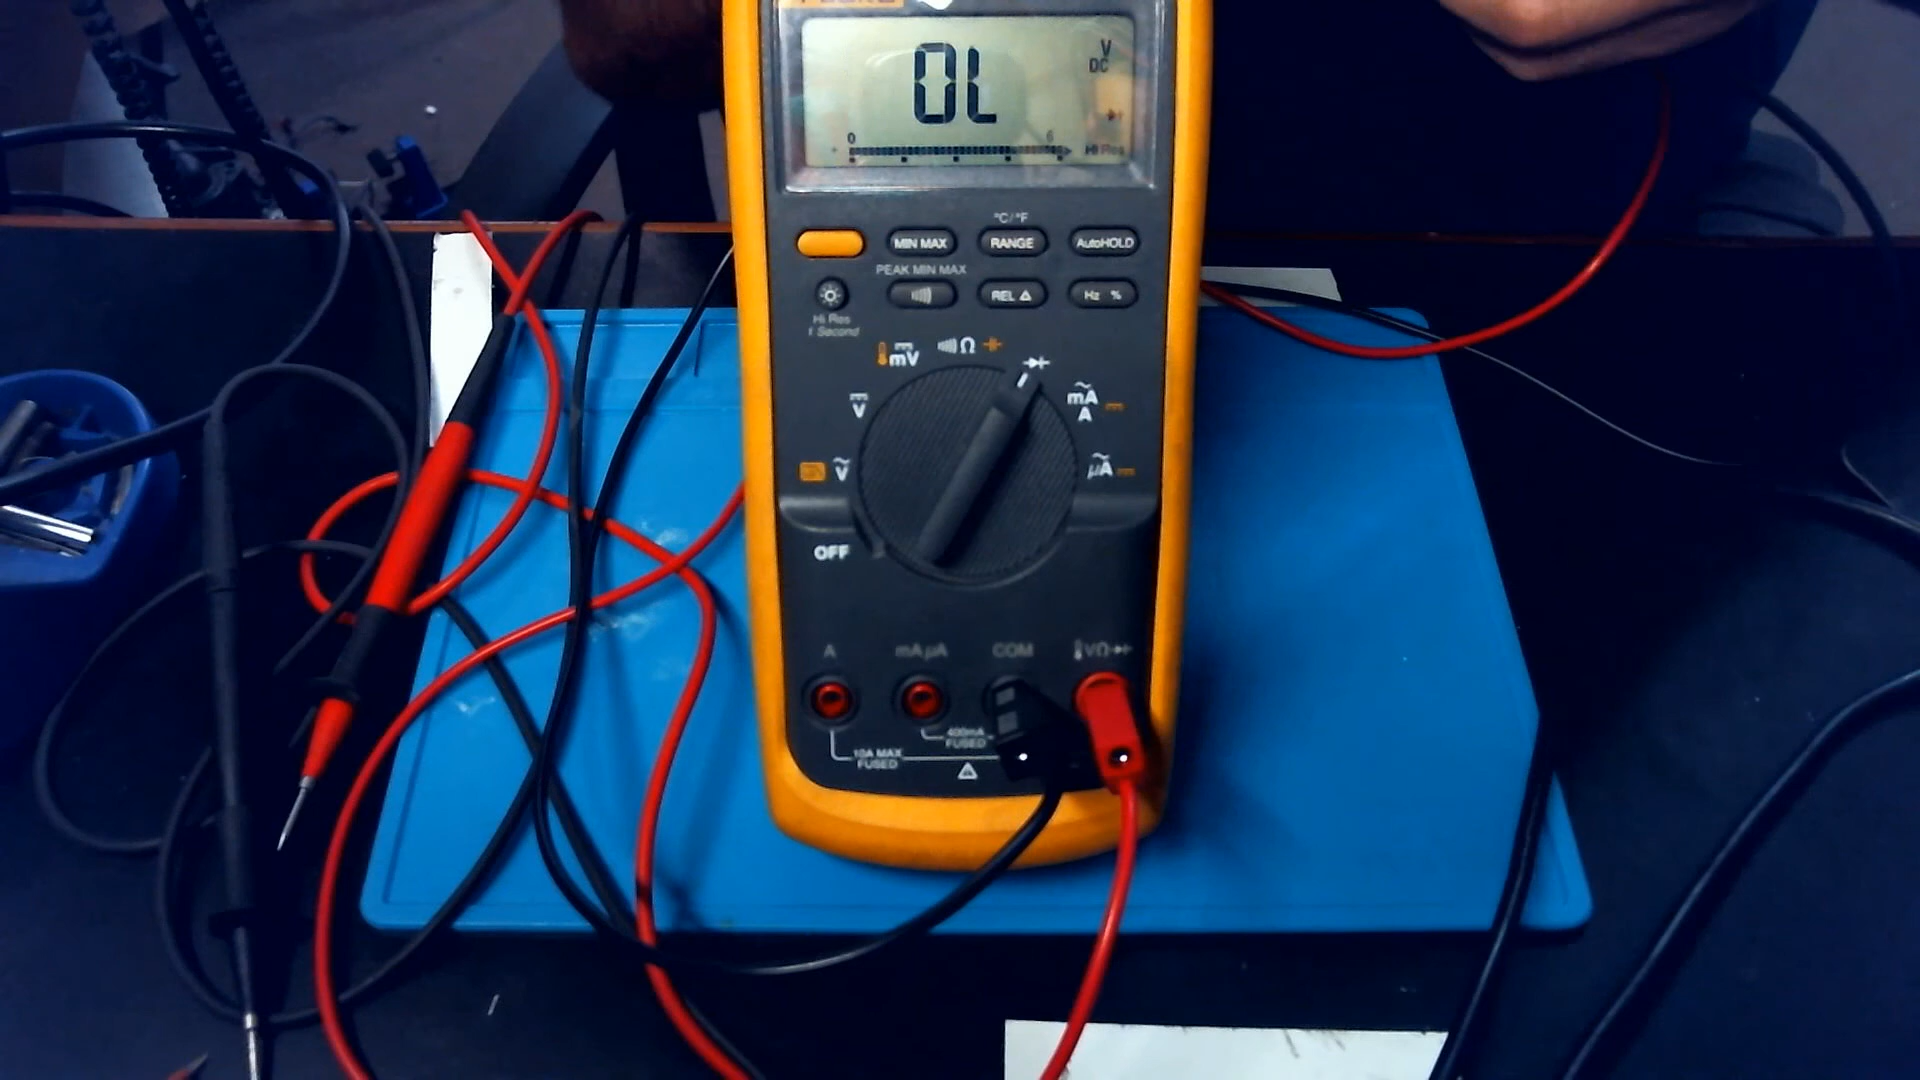 OL
V
DC
0 6
Hi Res
°C/°F
MIN MAX RANGE AutoHOLD
PEAK MIN MAX
REL △ Hz %
Hi Res
1 Second
mV Ω
V mA
A
V µA
OFF
A mA µA COM VΩ
400mA
FUSED
10A MAX
FUSED